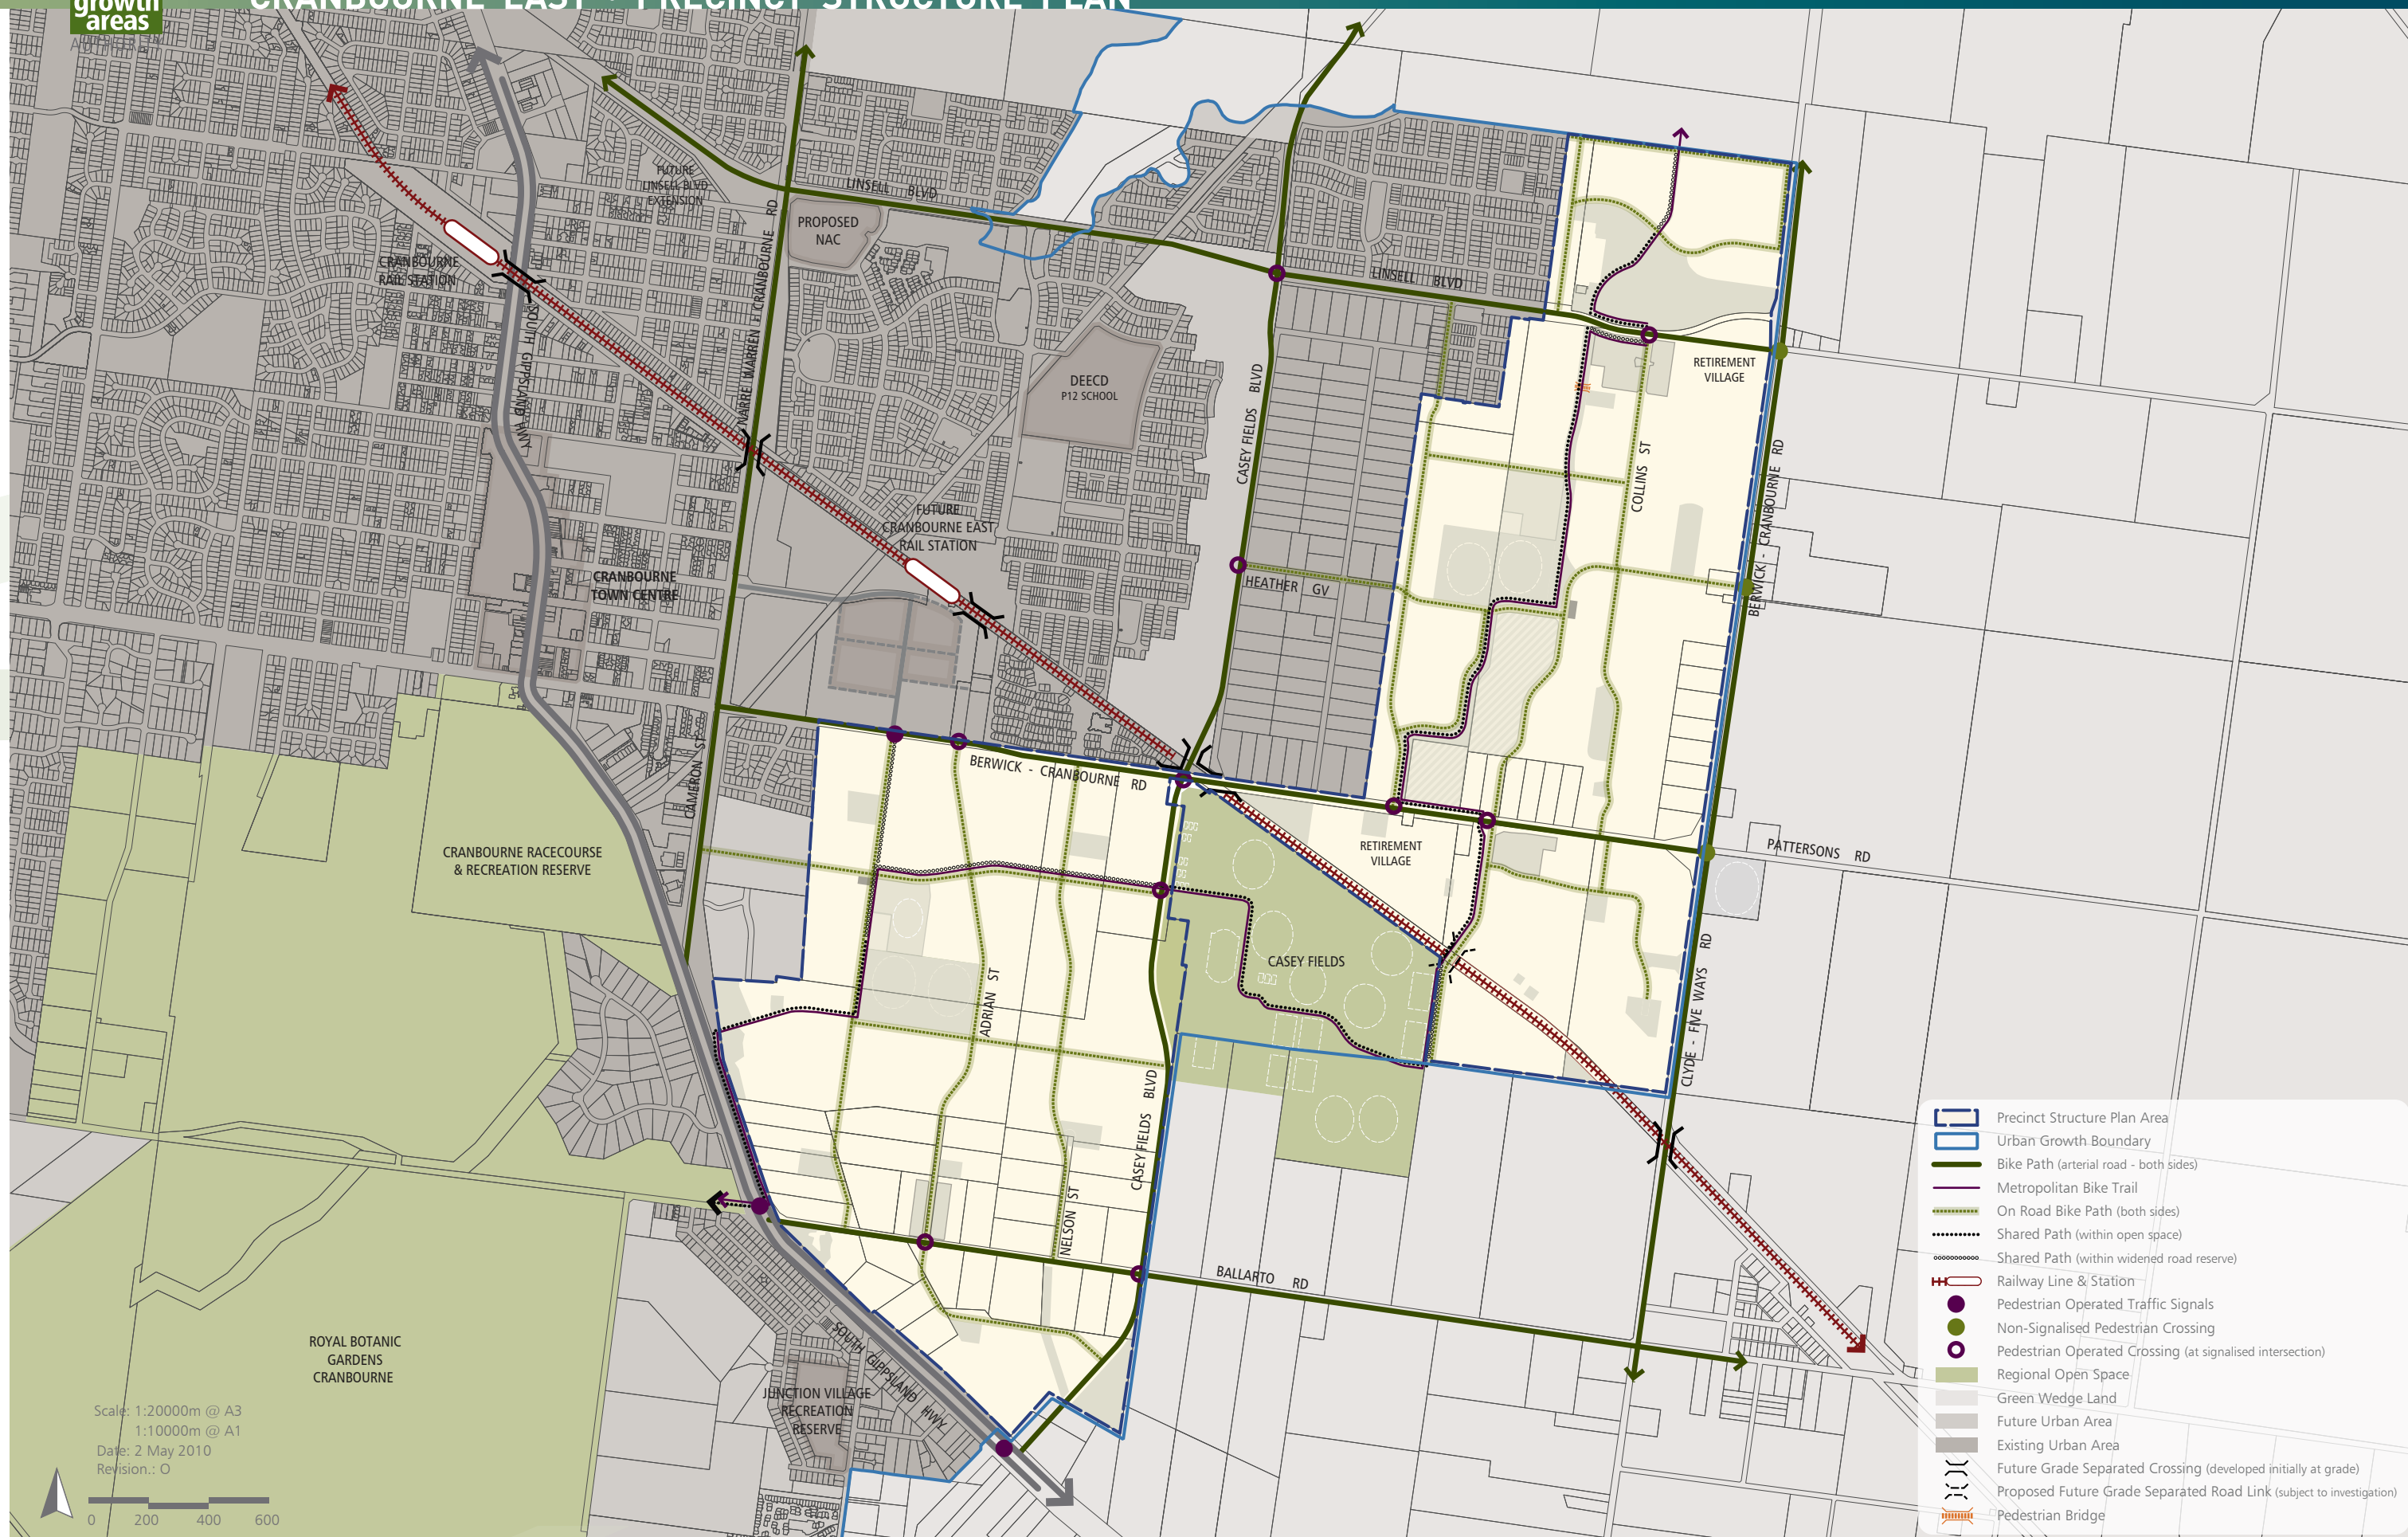 growth
areas
CRANBOURNE EAST - PRECINCT STRUCTURE PLAN
FUTURE
LINSELL BLVD
EXTENSION
LINSELL BLVD
PROPOSED
NAC
NARRE WARREN - CRANBOURNE RD
CRANBOURNE
RAIL STATION
SOUTH GIPPSLAND HWY
LINSELL BLVD
DEECD
P12 SCHOOL
CASEY FIELDS BLVD
RETIREMENT
VILLAGE
COLLINS ST
BERWICK - CRANBOURNE RD
FUTURE
CRANBOURNE EAST
RAIL STATION
CRANBOURNE
TOWN CENTRE
HEATHER GV
CAMERON ST
BERWICK - CRANBOURNE RD
CRANBOURNE RACECOURSE
& RECREATION RESERVE
RETIREMENT
VILLAGE
PATTERSONS RD
CASEY FIELDS
ADRIAN ST
CLYDE - FIVE WAYS RD
CASEY FIELDS BLVD
NELSON ST
BALLARTO RD
SOUTH GIPPSLAND HWY
ROYAL BOTANIC
GARDENS
CRANBOURNE
JUNCTION VILLAGE
RECREATION
RESERVE
Scale: 1:20000m @ A3
1:10000m @ A1
Date: 2 May 2010
Revision.: O
0 200 400 600
Precinct Structure Plan Area
Urban Growth Boundary
Bike Path (arterial road - both sides)
Metropolitan Bike Trail
On Road Bike Path (both sides)
Shared Path (within open space)
Shared Path (within widened road reserve)
Railway Line & Station
Pedestrian Operated Traffic Signals
Non-Signalised Pedestrian Crossing
Pedestrian Operated Crossing (at signalised intersection)
Regional Open Space
Green Wedge Land
Future Urban Area
Existing Urban Area
Future Grade Separated Crossing (developed initially at grade)
Proposed Future Grade Separated Road Link (subject to investigation)
Pedestrian Bridge